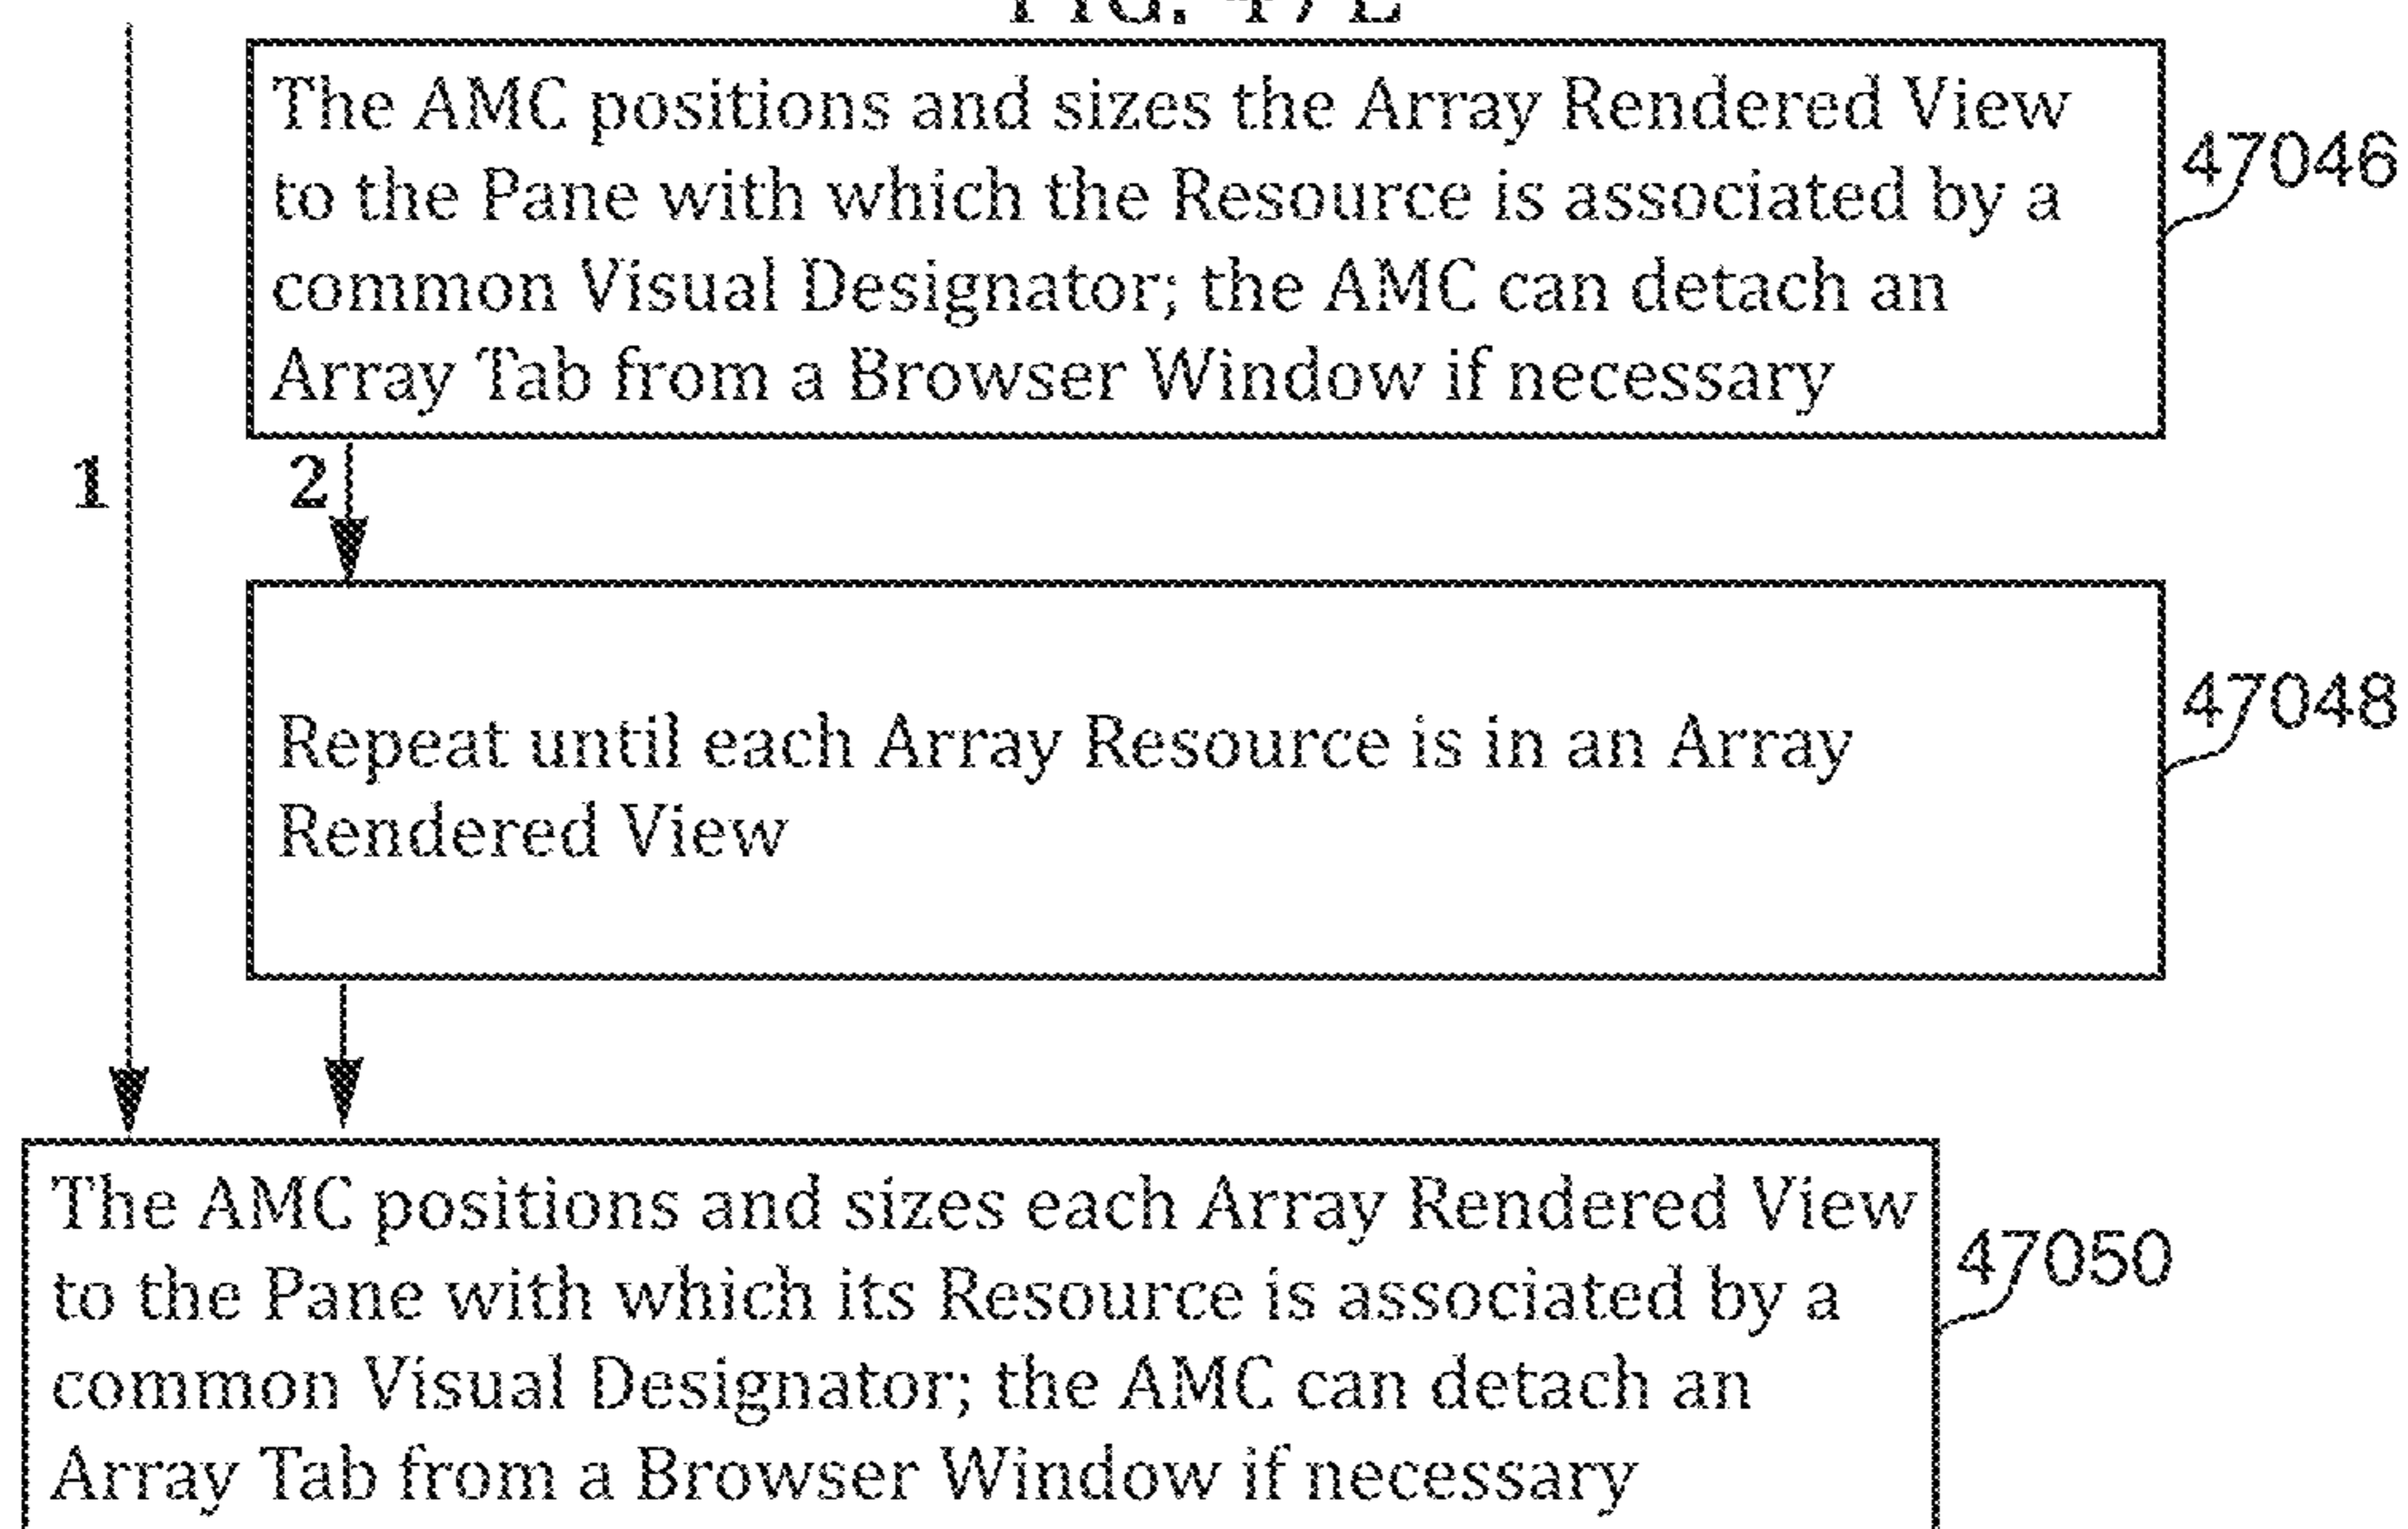 FIG. 47E
The AMC positions and sizes the Array Rendered View
to the Pane with which the Resource is associated by a
common Visual Designator; the AMC can detach an
Array Tab from a Browser Window if necessary
47046
1
2
Repeat until each Array Resource is in an Array
Rendered View
47048
The AMC positions and sizes each Array Rendered View
to the Pane with which its Resource is associated by a
common Visual Designator; the AMC can detach an
Array Tab from a Browser Window if necessary
47050